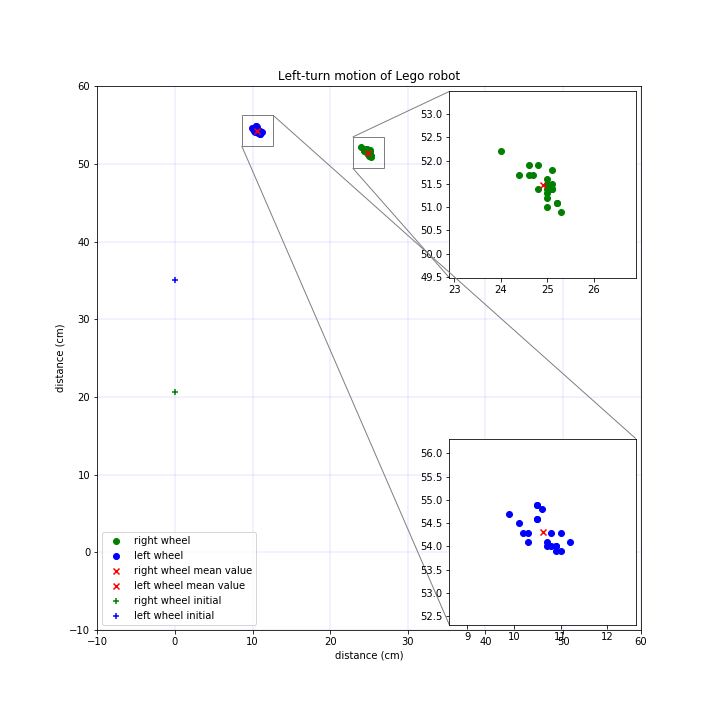 Left-turn motion of Lego robot
60
50
40
30
20
10
0
−10
distance (cm)
53.0
52.5
52.0
51.5
51.0
50.5
50.0
49.5
23 24 25 26
56.0
55.5
55.0
54.5
54.0
53.5
53.0
52.5
9 10 11 12
right wheel
left wheel
right wheel mean value
left wheel mean value
right wheel initial
left wheel initial
−10 0 10 20 30 40 50 60
distance (cm)